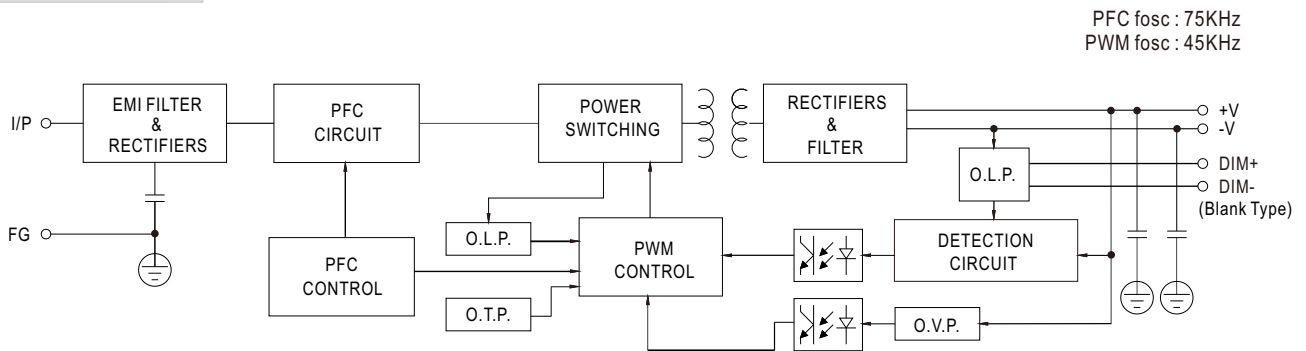 PFC fosc : 75KHz
PWM fosc : 45KHz
I/P
EMI FILTER
&
RECTIFIERS
PFC
CIRCUIT
POWER
SWITCHING
RECTIFIERS
&
FILTER
+V
-V
DIM+
DIM-
(Blank Type)
O.L.P.
FG
O.L.P.
PFC
CONTROL
PWM
CONTROL
DETECTION
CIRCUIT
O.T.P.
O.V.P.